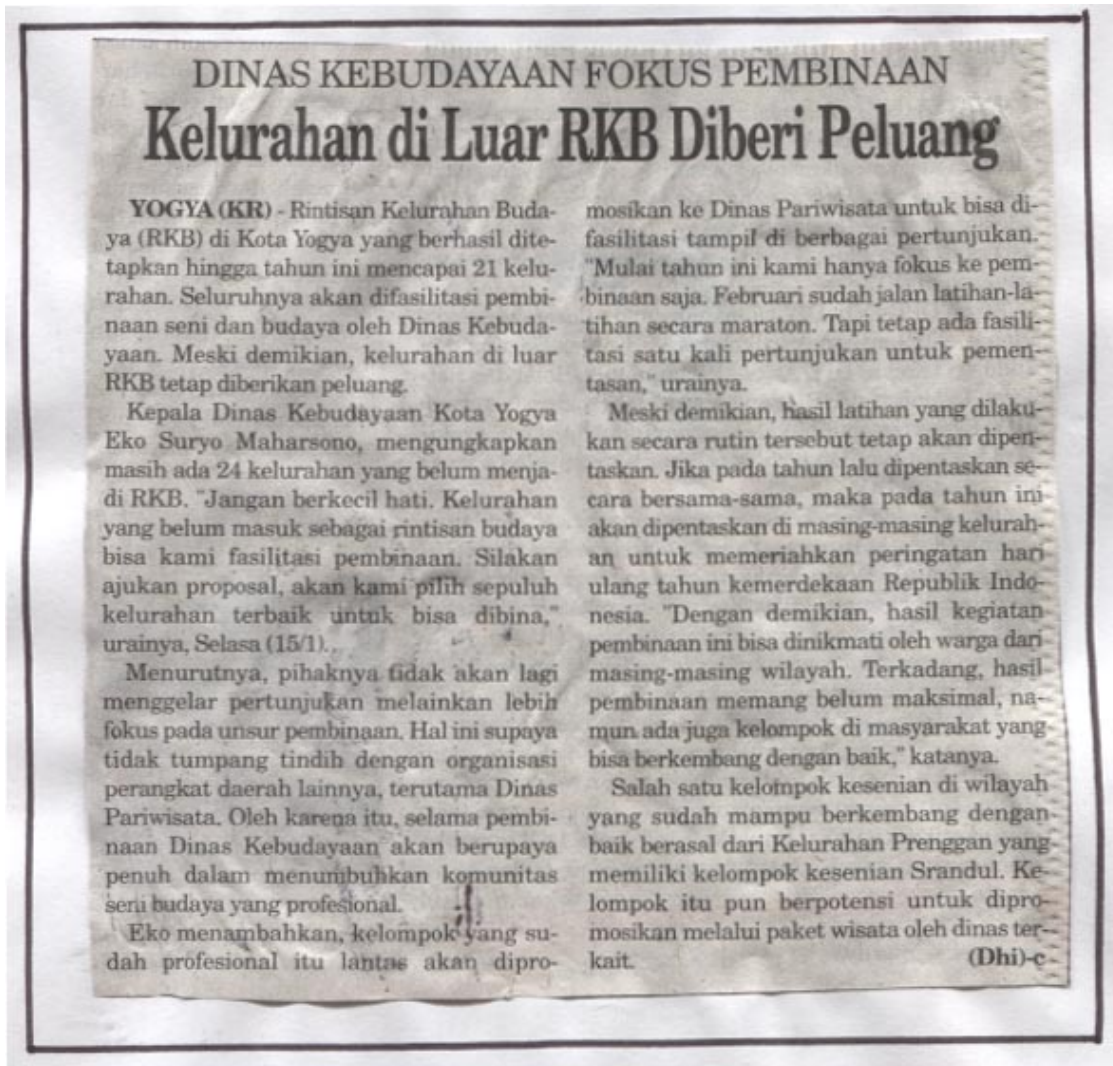 DINAS KEBUDAYAAN FOKUS PEMBINAAN
Kelurahan di Luar RKB Diberi Peluang
YOGYA (KR) - Rintisan Kelurahan Buda-
ya (RKB) di Kota Yogya yang berhasil dite-
tapkan hingga tahun ini mencapai 21 kelu-
rahan. Seluruhnya akan difasilitasi pembi-
naan seni dan budaya oleh Dinas Kebuda-
yaan. Meski demikian, kelurahan di luar
RKB tetap diberikan peluang.
Kepala Dinas Kebudayaan Kota Yogya
Eko Suryo Maharsono, mengungkapkan
masih ada 24 kelurahan yang belum menja-
di RKB. "Jangan berkecil hati. Kelurahan
yang belum masuk sebagai rintisan budaya
bisa kami fasilitasi pembinaan. Silakan
ajukan proposal, akan kami pilih sepuluh
kelurahan terbaik untuk bisa dibina,"
urainya, Selasa (15/1).
Menurutnya, pihaknya tidak akan lagi
menggelar pertunjukan melainkan lebih
fokus pada unsur pembinaan. Hal ini supaya
tidak tumpang tindih dengan organisasi
perangkat daerah lainnya, terutama Dinas
Pariwisata. Oleh karena itu, selama pembi-
naan Dinas Kebudayaan akan berupaya
penuh dalam menumbuhkan komunitas
seni budaya yang profesional.
Eko menambahkan, kelompok yang su-
dah profesional itu lantas akan dipro-
mosikan ke Dinas Pariwisata untuk bisa di-
fasilitasi tampil di berbagai pertunjukan.
"Mulai tahun ini kami hanya fokus ke pem-
binaan saja. Februari sudah jalan latihan-la-
tihan secara maraton. Tapi tetap ada fasili-
tasi satu kali pertunjukan untuk pemen-
tasan," urainya.
Meski demikian, hasil latihan yang dilaku-
kan secara rutin tersebut tetap akan dipen-
taskan. Jika pada tahun lalu dipentaskan se-
cara bersama-sama, maka pada tahun ini
akan dipentaskan di masing-masing kelurah-
an untuk memeriahkan peringatan hari
ulang tahun kemerdekaan Republik Indo-
nesia. "Dengan demikian, hasil kegiatan
pembinaan ini bisa dinikmati oleh warga dari
masing-masing wilayah. Terkadang, hasil
pembinaan memang belum maksimal, na-
mun ada juga kelompok di masyarakat yang
bisa berkembang dengan baik," katanya.
Salah satu kelompok kesenian di wilayah
yang sudah mampu berkembang dengan
baik berasal dari Kelurahan Prenggan yang
memiliki kelompok kesenian Srandul. Ke-
lompok itu pun berpotensi untuk dipro-
mosikan melalui paket wisata oleh dinas ter-
kait. (Dhi)-c